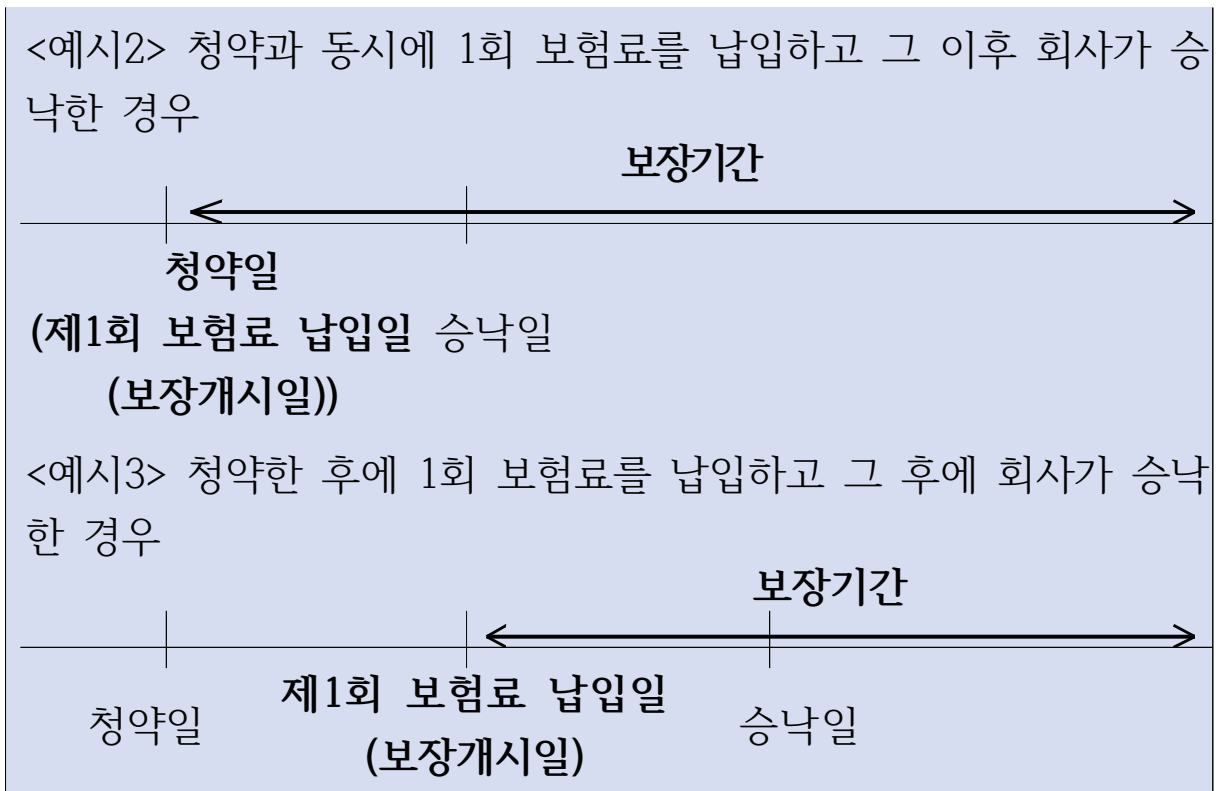 <예시2> 청약과 동시에 1회 보험료를 납입하고 그 이후 회사가 승
낙한 경우
보장기간
청약일
(제1회 보험료 납입일 승낙일
(보장개시일))
<예시3> 청약한 후에 1회 보험료를 납입하고 그 후에 회사가 승낙
한 경우
보장기간
제1회 보험료 납입일
청약일 승낙일
(보장개시일)